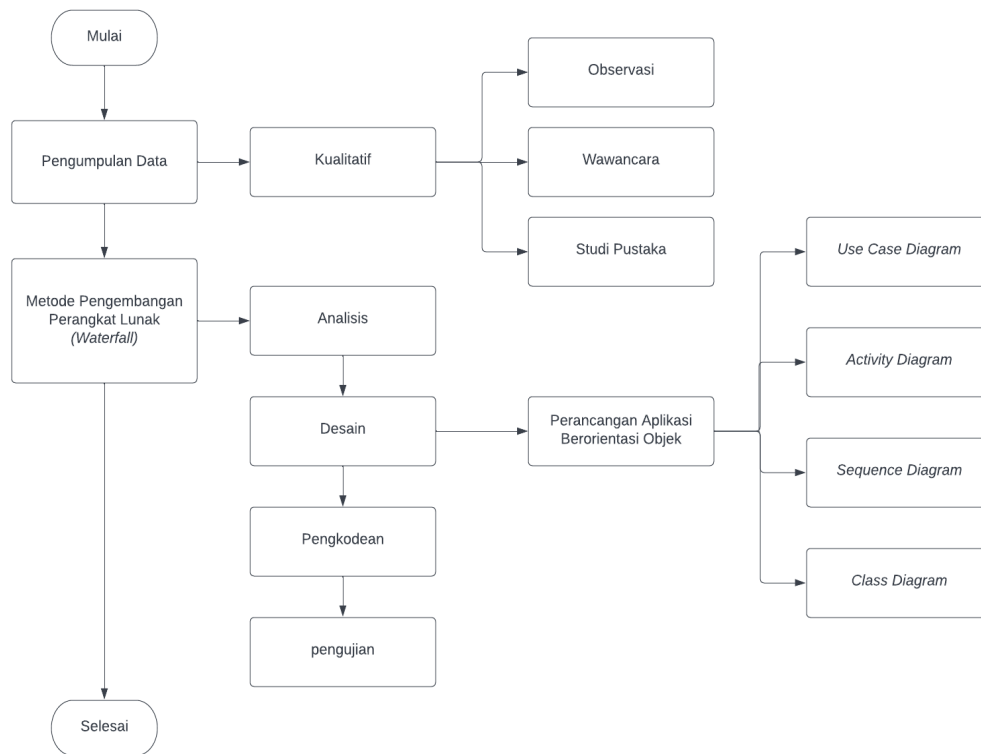 Mulai
Pengumpulan Data
Kualitatif
Observasi
Wawancara
Studi Pustaka
Metode Pengembangan
Perangkat Lunak
(Waterfall)
Analisis
Desain
Pengkodean
pengujian
Perancangan Aplikasi
Berorientasi Objek
Use Case Diagram
Activity Diagram
Sequence Diagram
Class Diagram
Selesai